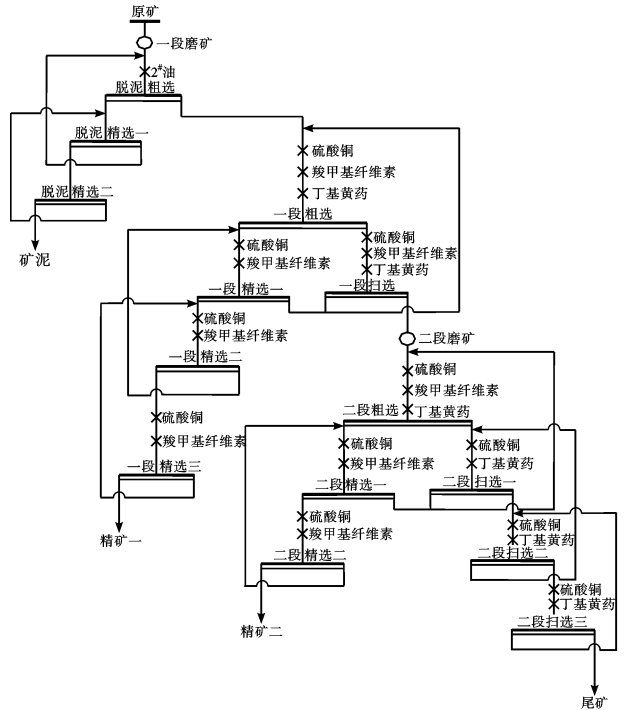 原矿
一段磨矿
2#油
脱泥粗选
脱泥精选一
脱泥精选二
矿泥
硫酸铜
羧甲基纤维素
丁基黄药
一段粗选
硫酸铜
羧甲基纤维素
硫酸铜
羧甲基纤维素
丁基黄药
一段精选一
一段扫选
硫酸铜
羧甲基纤维素
二段磨矿
一段精选二
硫酸铜
羧甲基纤维素
丁基黄药
二段粗选
硫酸铜
羧甲基纤维素
一段精选三
精矿一
硫酸铜
羧甲基纤维素
硫酸铜
丁基黄药
二段精选一
二段扫选一
硫酸铜
羧甲基纤维素
硫酸铜
丁基黄药
二段精选二
二段扫选二
精矿二
硫酸铜
丁基黄药
二段扫选三
尾矿